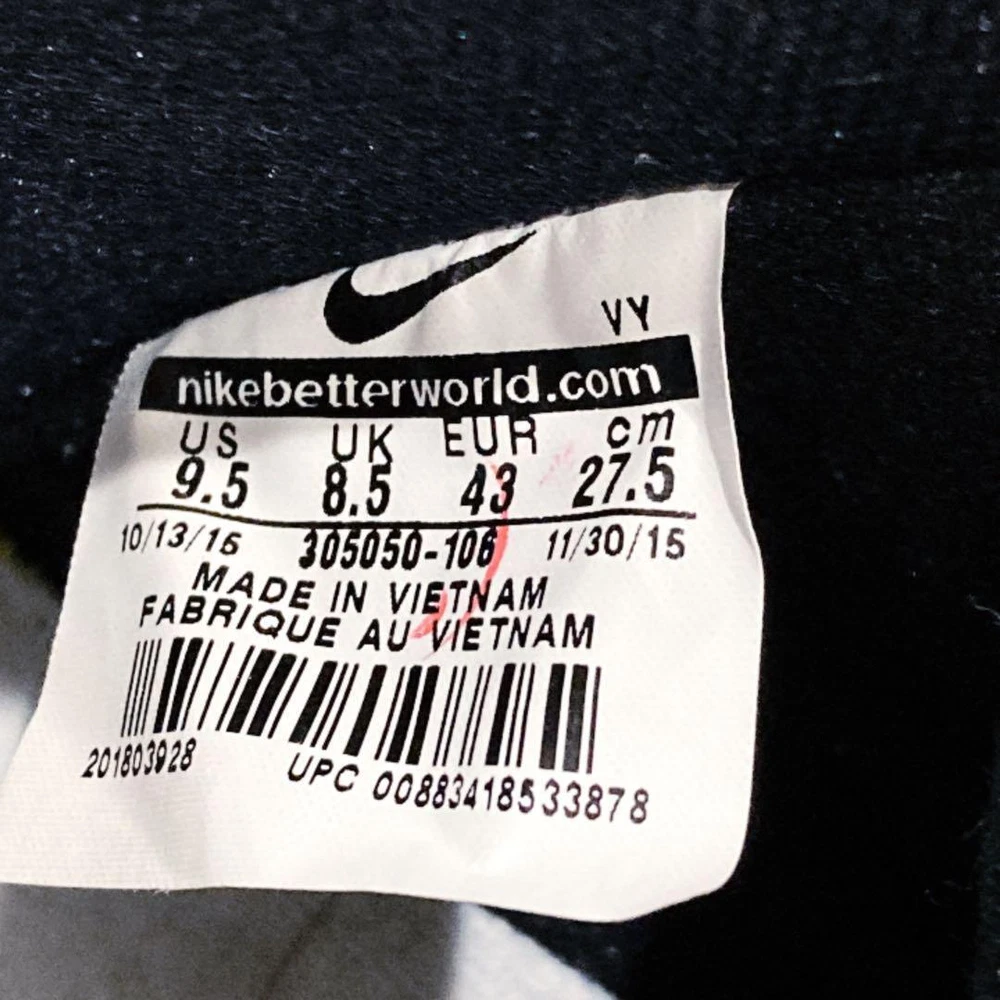 VY
nikebetterworld.com
US UK EUR cm
9.5 8.5 43 27.5
10/13/15 305050-106 11/30/15
MADE IN VIETNAM
FABRIQUE AU VIETNAM
201803928 UPC 00883418533878